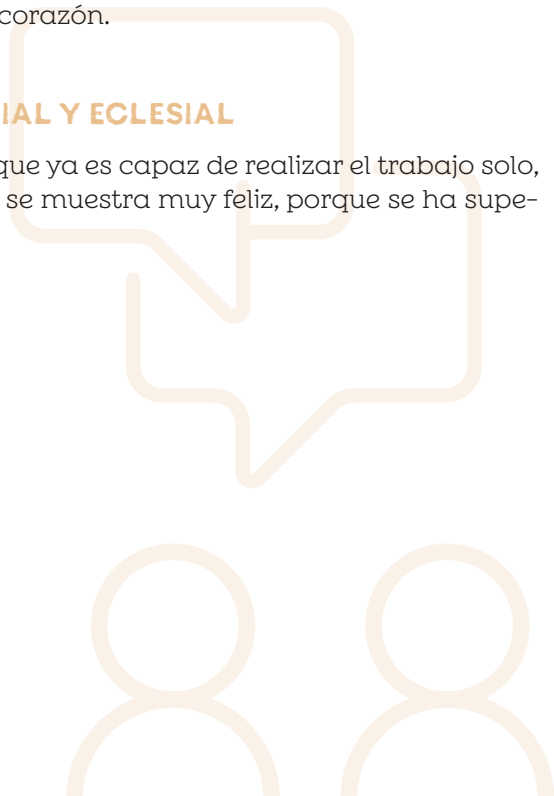 corazón.
IAL Y ECLESIAL
que ya es capaz de realizar el trabajo solo,
se muestra muy feliz, porque se ha supe-